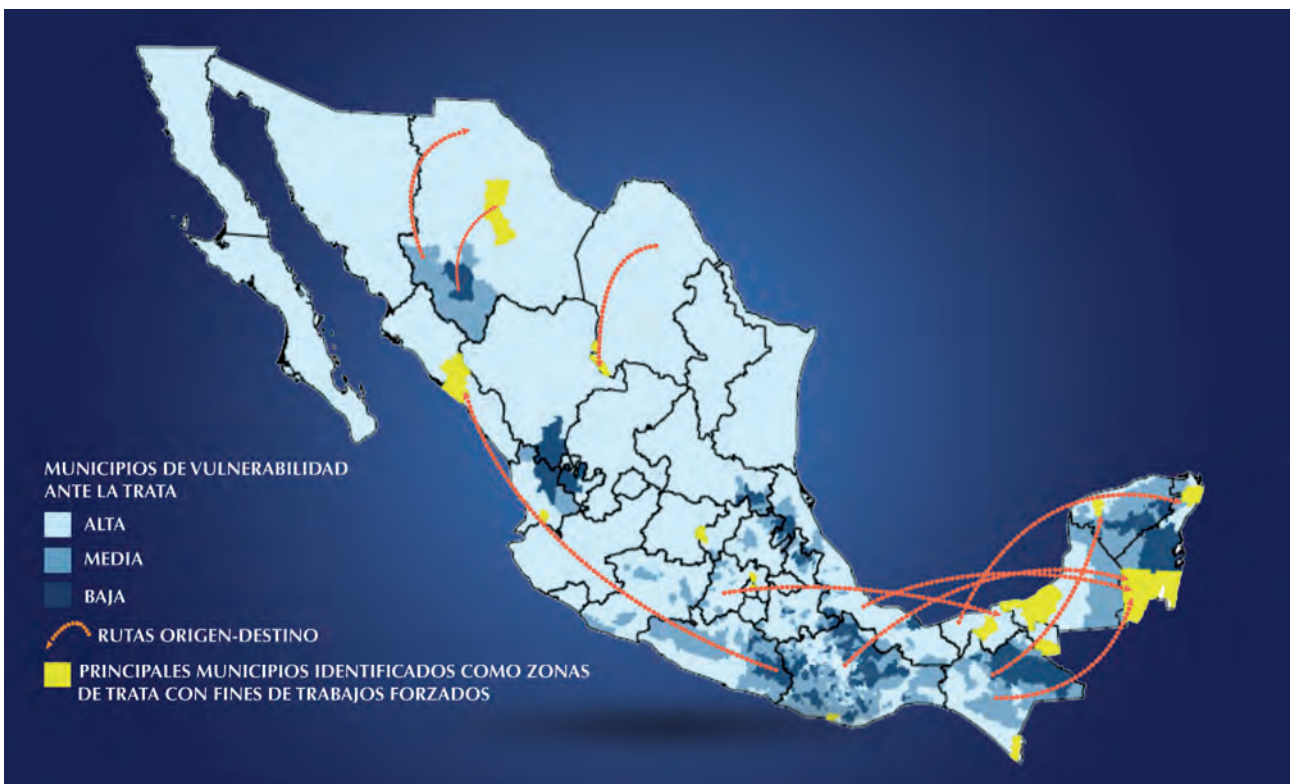 MUNICIPIOS DE VULNERABILIDAD
ANTE LA TRATA
ALTA
MEDIA
BAJA
RUTAS ORIGEN-DESTINO
PRINCIPALES MUNICIPIOS IDENTIFICADOS COMO ZONAS
DE TRATA CON FINES DE TRABAJOS FORZADOS